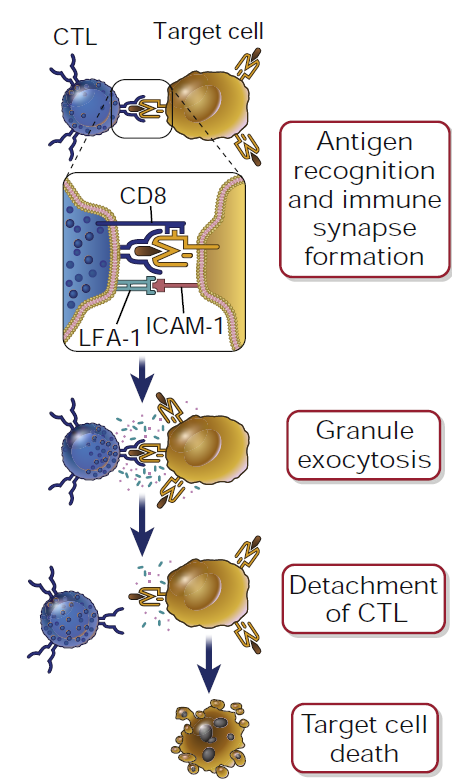 CTL
Target cell
Antigen
recognition
and immune
synapse
formation
CD8
LFA-1
ICAM-1
Granule
exocytosis
Detachment
of CTL
Target cell
death